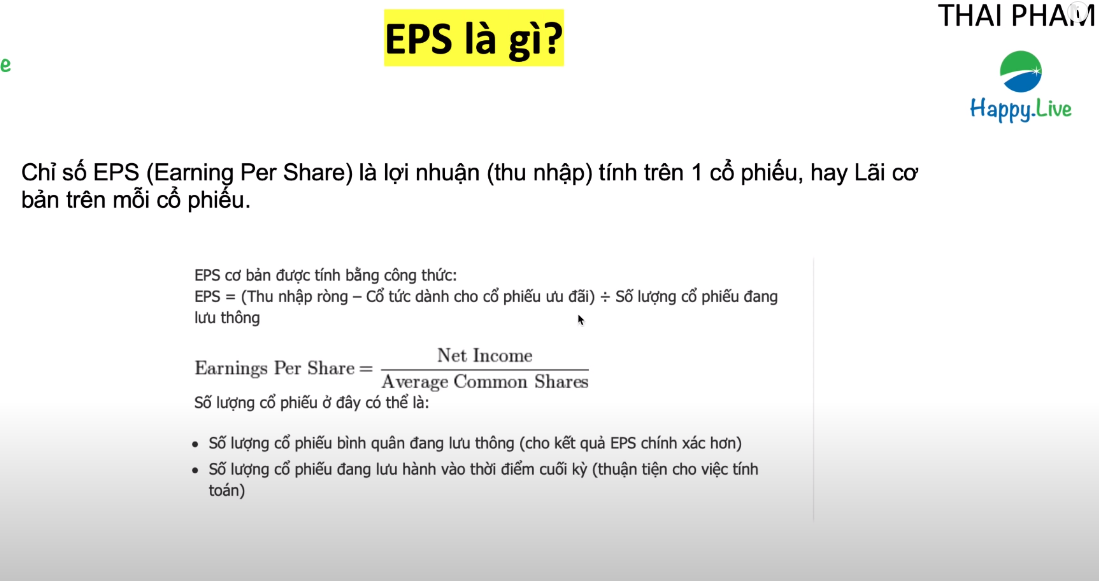 THAI PHAM
EPS là gì?
e
Happy.Live
Chỉ số EPS (Earning Per Share) là lợi nhuận (thu nhập) tính trên 1 cổ phiếu, hay Lãi cơ
bản trên mỗi cổ phiếu.
EPS cơ bản được tính bằng công thức:
EPS = (Thu nhập ròng – Cổ tức dành cho cổ phiếu ưu đãi) ÷ Số lượng cổ phiếu đang
lưu thông
Earnings Per Share = Net Income / Average Common Shares
Số lượng cổ phiếu ở đây có thể là:
• Số lượng cổ phiếu bình quân đang lưu thông (cho kết quả EPS chính xác hơn)
• Số lượng cổ phiếu đang lưu hành vào thời điểm cuối kỳ (thuận tiện cho việc tính
toán)